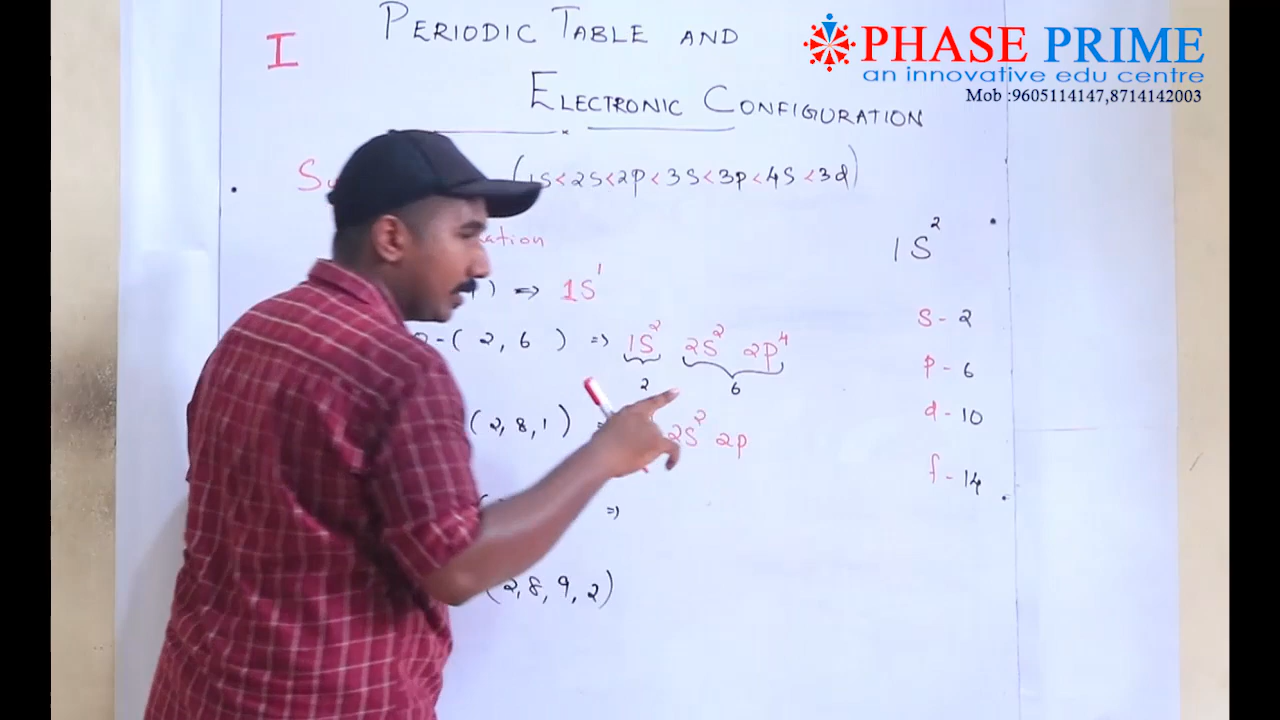 I
PERIODIC TABLE AND
ELECTRONIC CONFIGURATION
PHASE PRIME
an innovative edu centre
Mob :9605114147,8714142003
S
<2S<2p<3S<3p<4S<3d)
1S²
) ⇒ 1S¹
-( 2, 6 ) ⇒ 1S² 2S² 2p⁴
2 6
( 2, 8, 1 ) 2S² 2p
⇒
(2, 8, 9, 2)
S - 2
p - 6
d - 10
f - 14